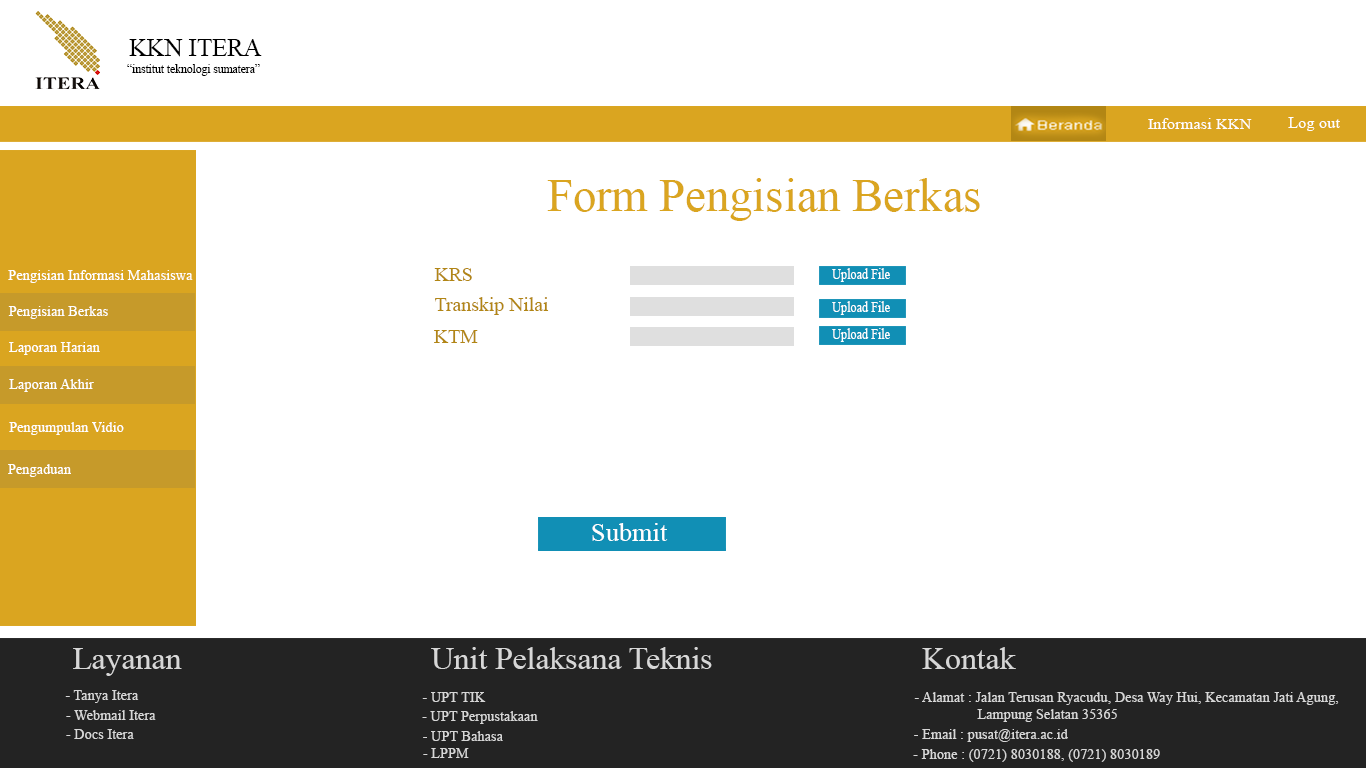 ITERA
KKN ITERA
“institut teknologi sumatera”
Beranda
Informasi KKN
Log out
Pengisian Informasi Mahasiswa
Pengisian Berkas
Laporan Harian
Laporan Akhir
Pengumpulan Vidio
Pengaduan
Form Pengisian Berkas
KRS
Upload File
Transkip Nilai
Upload File
KTM
Upload File
Submit
Layanan
- Tanya Itera
- Webmail Itera
- Docs Itera
Unit Pelaksana Teknis
- UPT TIK
- UPT Perpustakaan
- UPT Bahasa
- LPPM
Kontak
- Alamat : Jalan Terusan Ryacudu, Desa Way Hui, Kecamatan Jati Agung,
Lampung Selatan 35365
- Email : pusat@itera.ac.id
- Phone : (0721) 8030188, (0721) 8030189